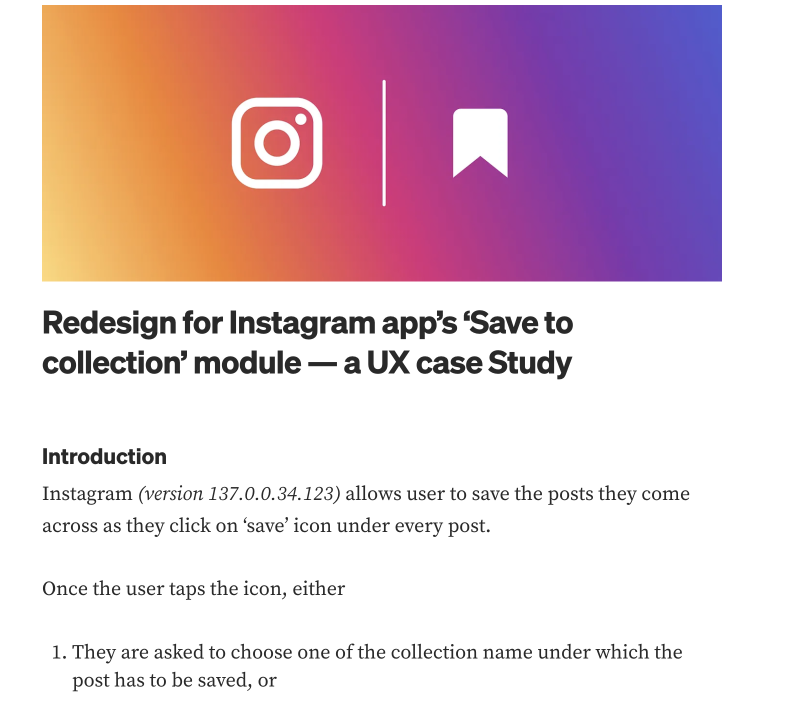 Redesign for Instagram app’s ‘Save to
collection’ module — a UX case Study
Introduction
Instagram (version 137.0.0.34.123) allows user to save the posts they come
across as they click on ‘save’ icon under every post.
Once the user taps the icon, either
1. They are asked to choose one of the collection name under which the
post has to be saved, or